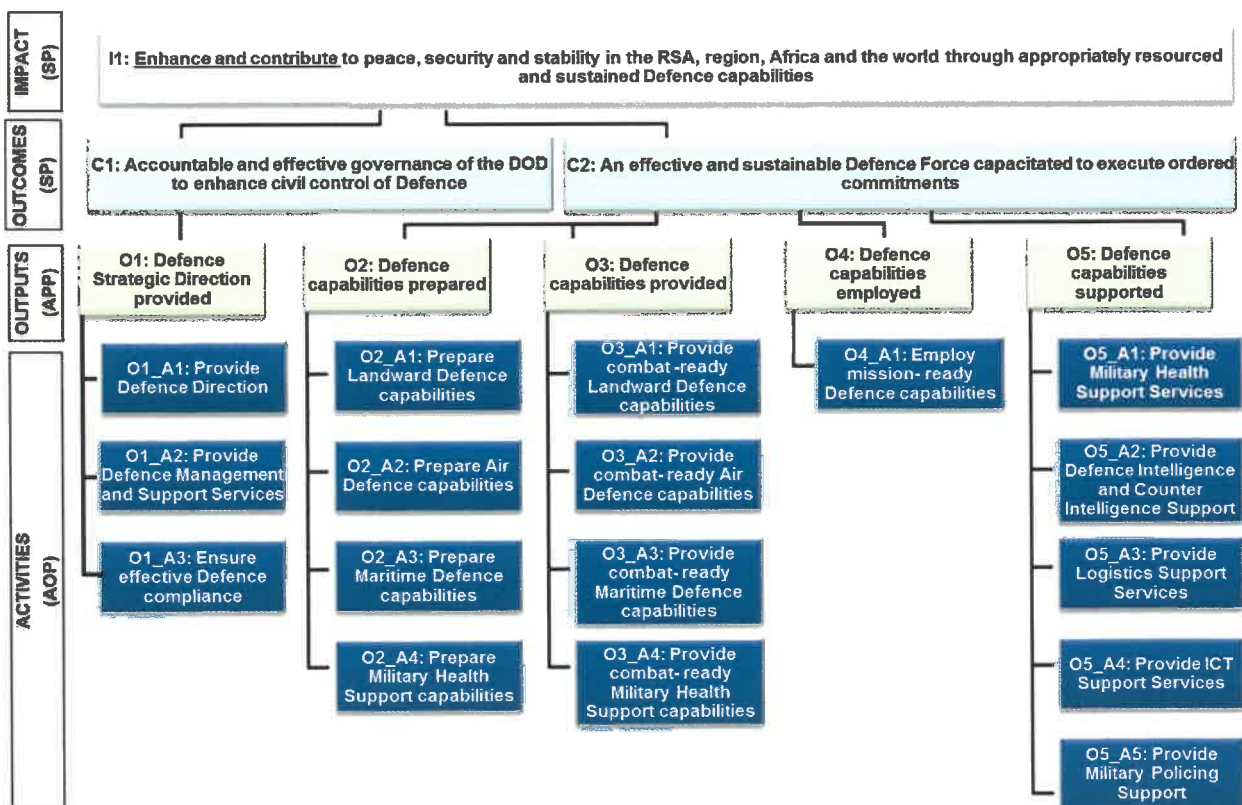 IMPACT
(SP)
I1: Enhance and contribute to peace, security and stability in the RSA, region, Africa and the world through appropriately resourced
and sustained Defence capabilities
OUTCOMES
(SP)
C1: Accountable and effective governance of the DOD
to enhance civil control of Defence
C2: An effective and sustainable Defence Force capacitated to execute ordered
commitments
OUTPUTS
(APP)
O1: Defence
Strategic Direction
provided
O2: Defence
capabilities prepared
O3: Defence
capabilities provided
O4: Defence
capabilities
employed
O5: Defence
capabilities
supported
ACTIVITIES
(AOP)
O1_A1: Provide
Defence Direction
O1_A2: Provide
Defence Management
and Support Services
O1_A3: Ensure
effective Defence
compliance
O2_A1: Prepare
Landward Defence
capabilities
O2_A2: Prepare Air
Defence capabilities
O2_A3: Prepare
Maritime Defence
capabilities
O2_A4: Prepare
Military Health
Support capabilities
O3_A1: Provide
combat-ready
Landward Defence
capabilities
O3_A2: Provide
combat-ready Air
Defence capabilities
O3_A3: Provide
combat-ready
Maritime Defence
capabilities
O3_A4: Provide
combat-ready
Military Health
Support capabilities
O4_A1: Employ
mission-ready
Defence capabilities
O5_A1: Provide
Military Health
Support Services
O5_A2: Provide
Defence Intelligence
and Counter
Intelligence Support
O5_A3: Provide
Logistics Support
Services
O5_A4: Provide ICT
Support Services
O5_A5: Provide
Military Policing
Support